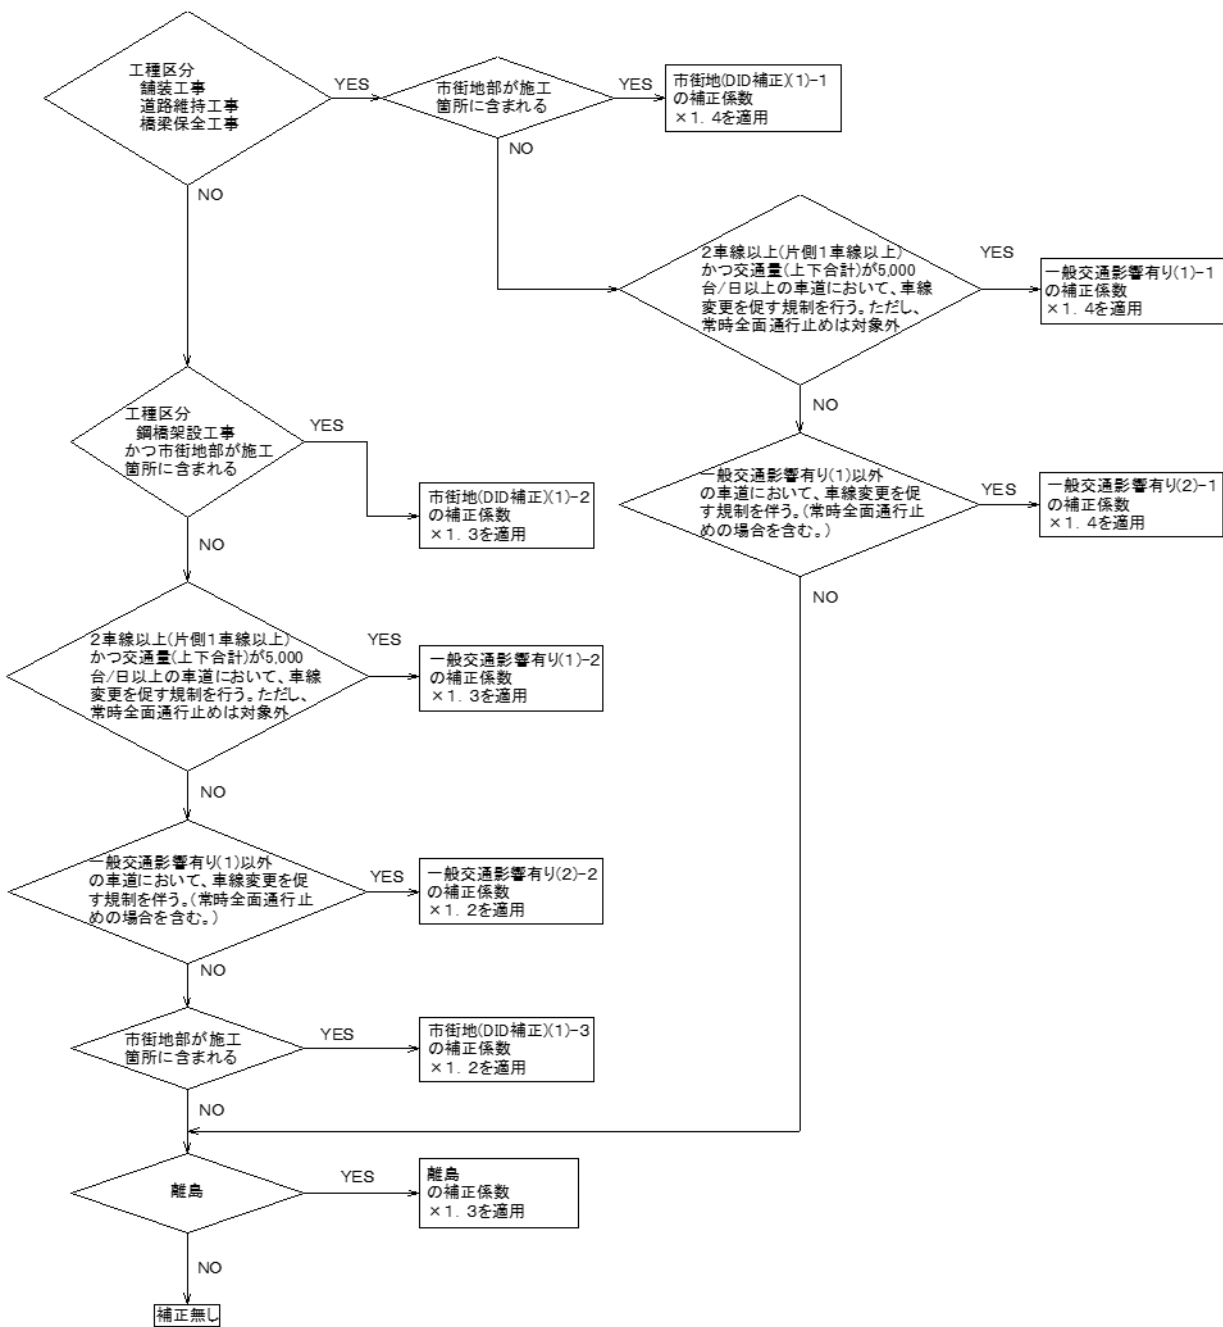 工種区分
舗装工事
道路維持工事
橋梁保全工事
YES
市街地部が施工
箇所に含まれる
YES
市街地(DID補正)(1)-1
の補正係数
×1.4を適用
NO
NO
2車線以上(片側1車線以上)
かつ交通量(上下合計)が5,000
台/日以上の車道において、車線
変更を促す規制を行う。ただし、
常時全面通行止めは対象外
YES
一般交通影響有り(1)-1
の補正係数
×1.4を適用
NO
一般交通影響有り(1)以外
の車道において、車線変更を促
す規制を伴う。(常時全面通行止
めの場合を含む。)
YES
一般交通影響有り(2)-1
の補正係数
×1.4を適用
NO
工種区分
鋼橋架設工事
かつ市街地部が施工
箇所に含まれる
YES
市街地(DID補正)(1)-2
の補正係数
×1.3を適用
NO
2車線以上(片側1車線以上)
かつ交通量(上下合計)が5,000
台/日以上の車道において、車線
変更を促す規制を行う。ただし、
常時全面通行止めは対象外
YES
一般交通影響有り(1)-2
の補正係数
×1.3を適用
NO
一般交通影響有り(1)以外
の車道において、車線変更を促
す規制を伴う。(常時全面通行止
めの場合を含む。)
YES
一般交通影響有り(2)-2
の補正係数
×1.2を適用
NO
市街地部が施工
箇所に含まれる
YES
市街地(DID補正)(1)-3
の補正係数
×1.2を適用
NO
離島
YES
離島
の補正係数
×1.3を適用
NO
補正無し